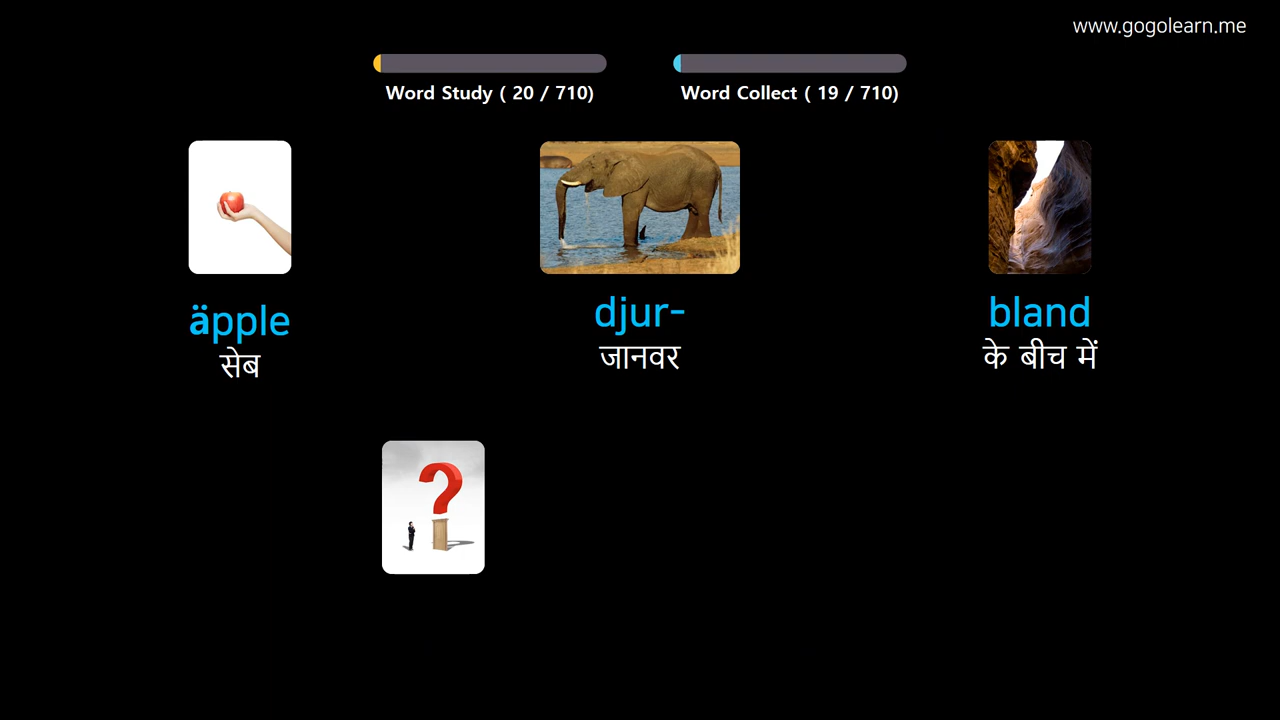 www.gogolearn.me
Word Study ( 20 / 710)
Word Collect ( 19 / 710)
äpple
सेब
djur-
जानवर
bland
के बीच में
?